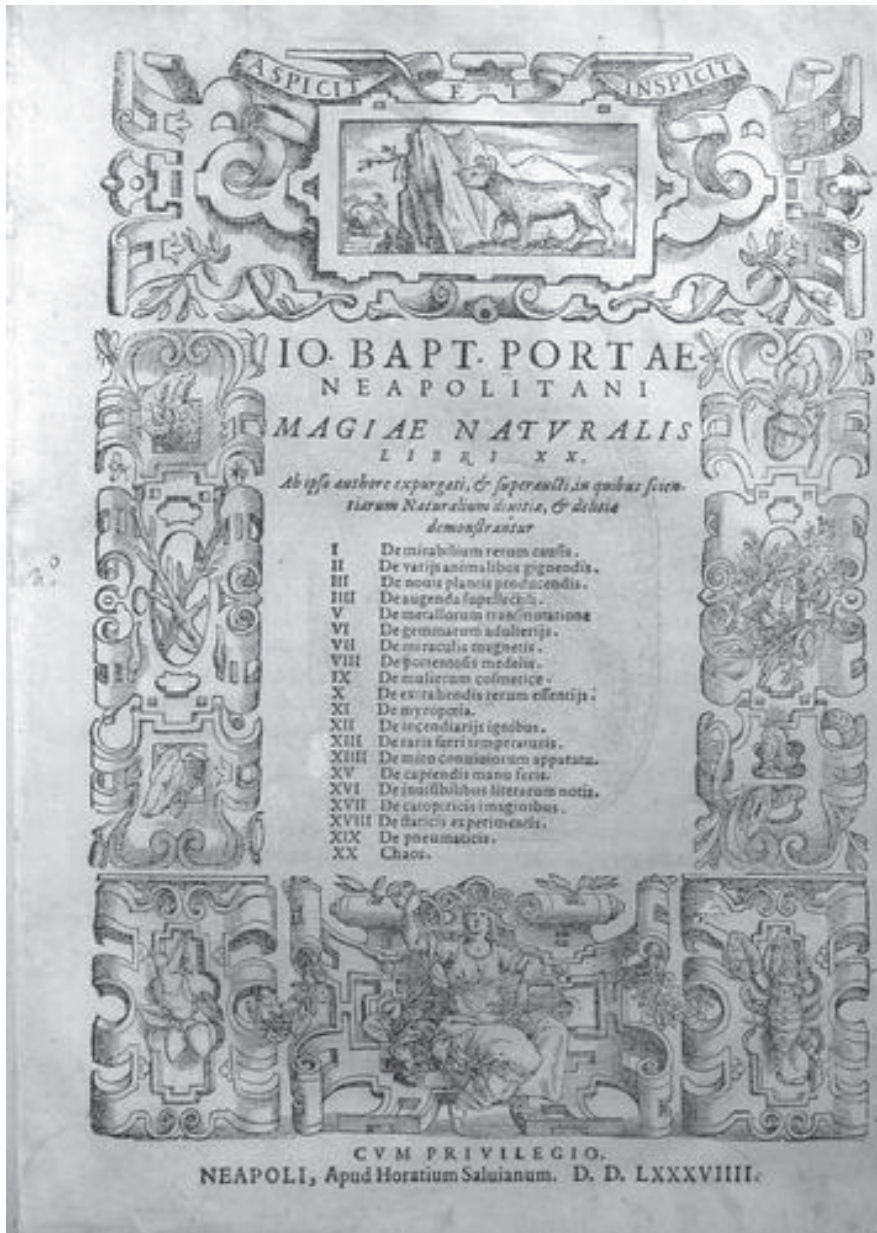 ASPICIT ET INSPICIT
IO. BAPT. PORTAE
NEAPOLITANI
MAGIAE NATVRALIS
LIBRI XX.
Ab ipso authore expurgati, & superaucti, in quibus scien-
tiarum Naturalium diuitiæ, & delitiæ
demonstrantur
I De mirabilium rerum causis.
II De varijs animalibus gignendis.
III De nouis plantis producendis.
IIII De augenda supellectili.
V De metallorum transmutatione
VI De gemmarum adulterijs.
VII De miraculis magnetis.
VIII De portentosis medelis.
IX De mulierum cosmetice.
X De extrahendis rerum essentijs.
XI De myropœia.
XII De incendiarijs ignibus.
XIII De raris ferri temperaturis.
XIIII De miro conuiuiorum apparatu.
XV De capiendis manu feris.
XVI De inuisibilibus literarum notis.
XVII De catoptricis imaginibus.
XVIII De staticis experimentis.
XIX De pneumaticis.
XX Chaos.
CVM PRIVILEGIO.
NEAPOLI, Apud Horatium Saluianum. D. D. LXXXVIIII.